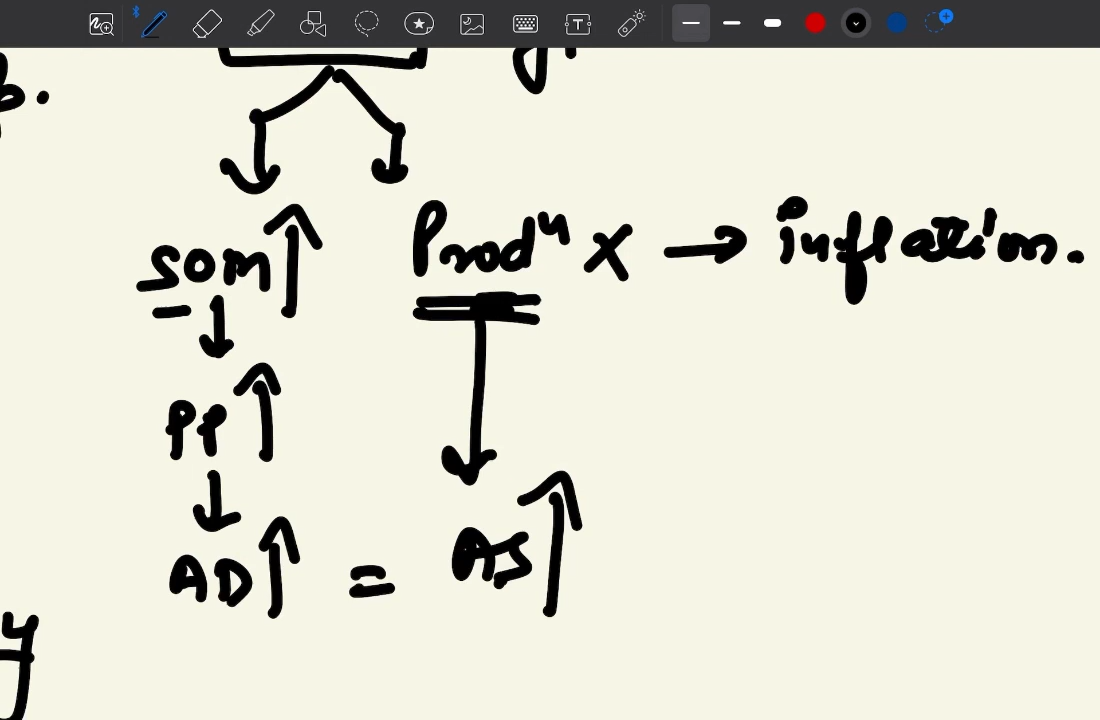 SOM↑ Prodⁿ X → inflation.
↓
PP↑
↓
AD↑ = AS↑
y